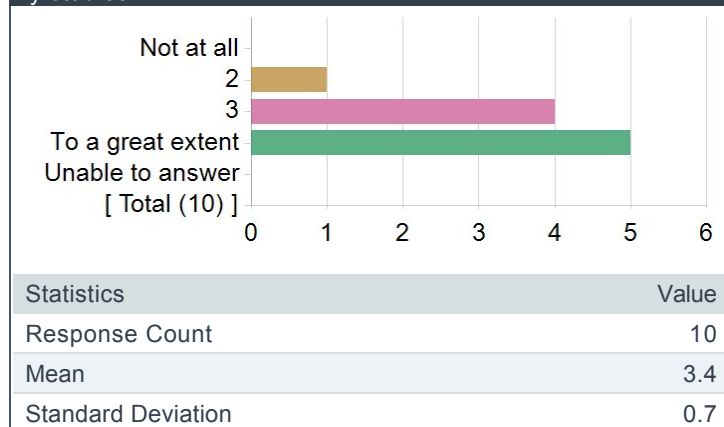 Not at all
2
3
To a great extent
Unable to answer
[ Total (10) ]
0 1 2 3 4 5 6
Statistics Value
Response Count 10
Mean 3.4
Standard Deviation 0.7